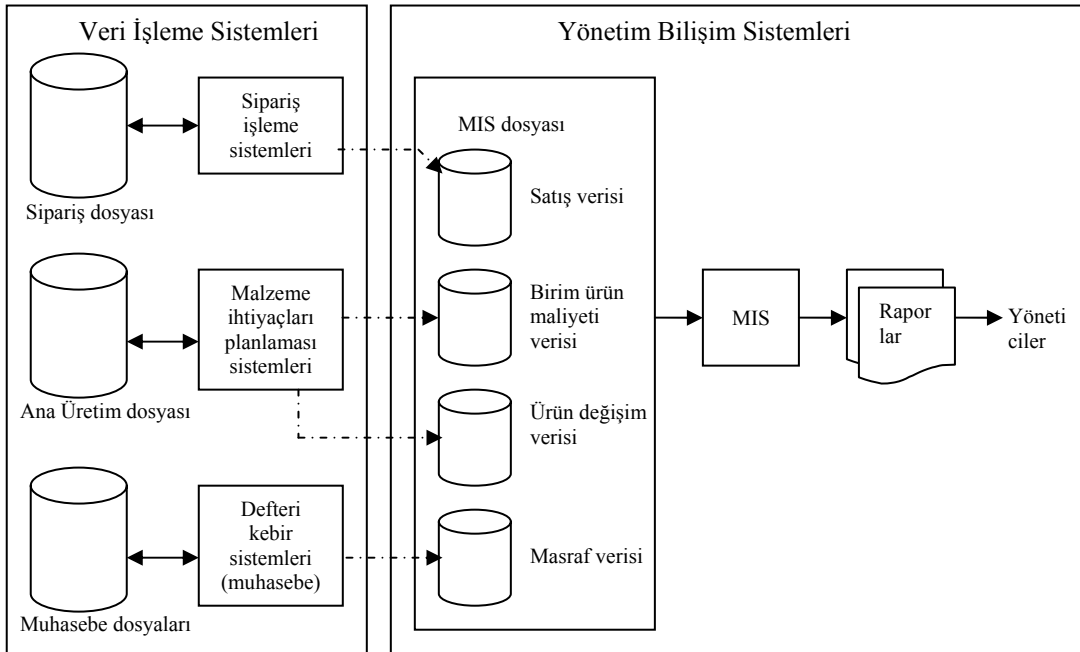 Veri İşleme Sistemleri
Sipariş
işleme
sistemleri
Sipariş dosyası
Malzeme
ihtiyaçları
planlaması
sistemleri
Ana Üretim dosyası
Defteri
kebir
sistemleri
(muhasebe)
Muhasebe dosyaları
Yönetim Bilişim Sistemleri
MIS dosyası
Satış verisi
Birim ürün
maliyeti
verisi
Ürün değişim
verisi
Masraf verisi
MIS
Rapor
lar
Yöneti
ciler